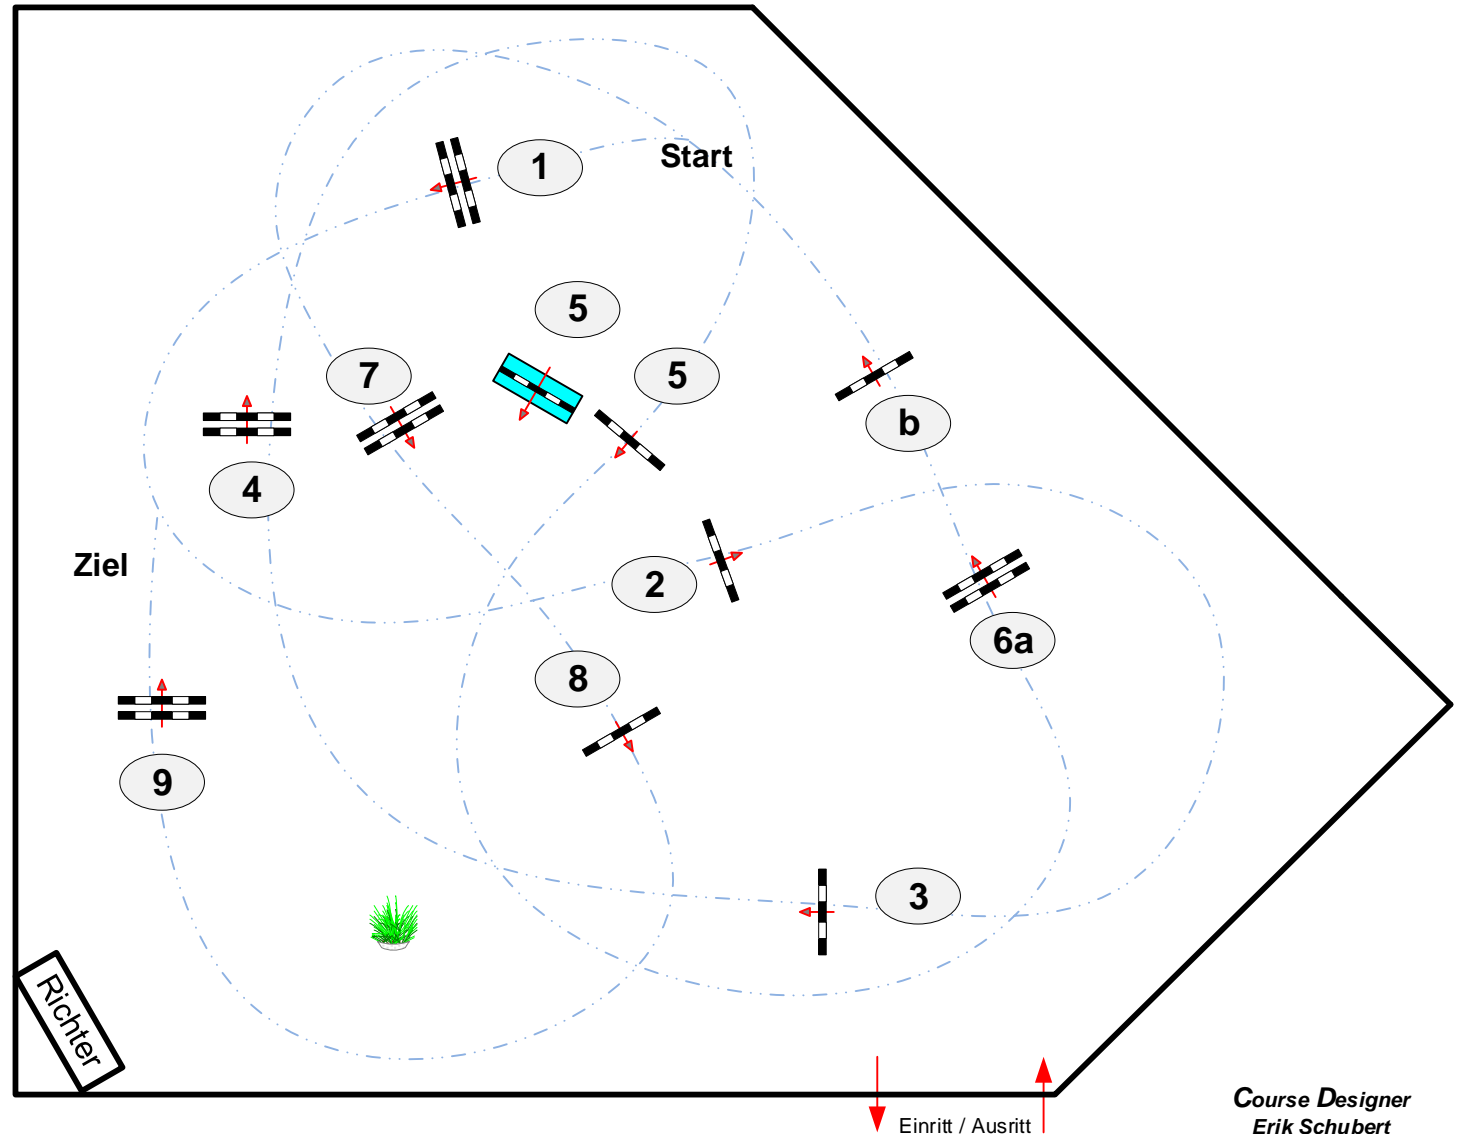 1
Start
5
7
5
b
4
Ziel
2
6a
8
9
3
Richter
Course Designer
Einritt / Ausritt
Erik Schubert